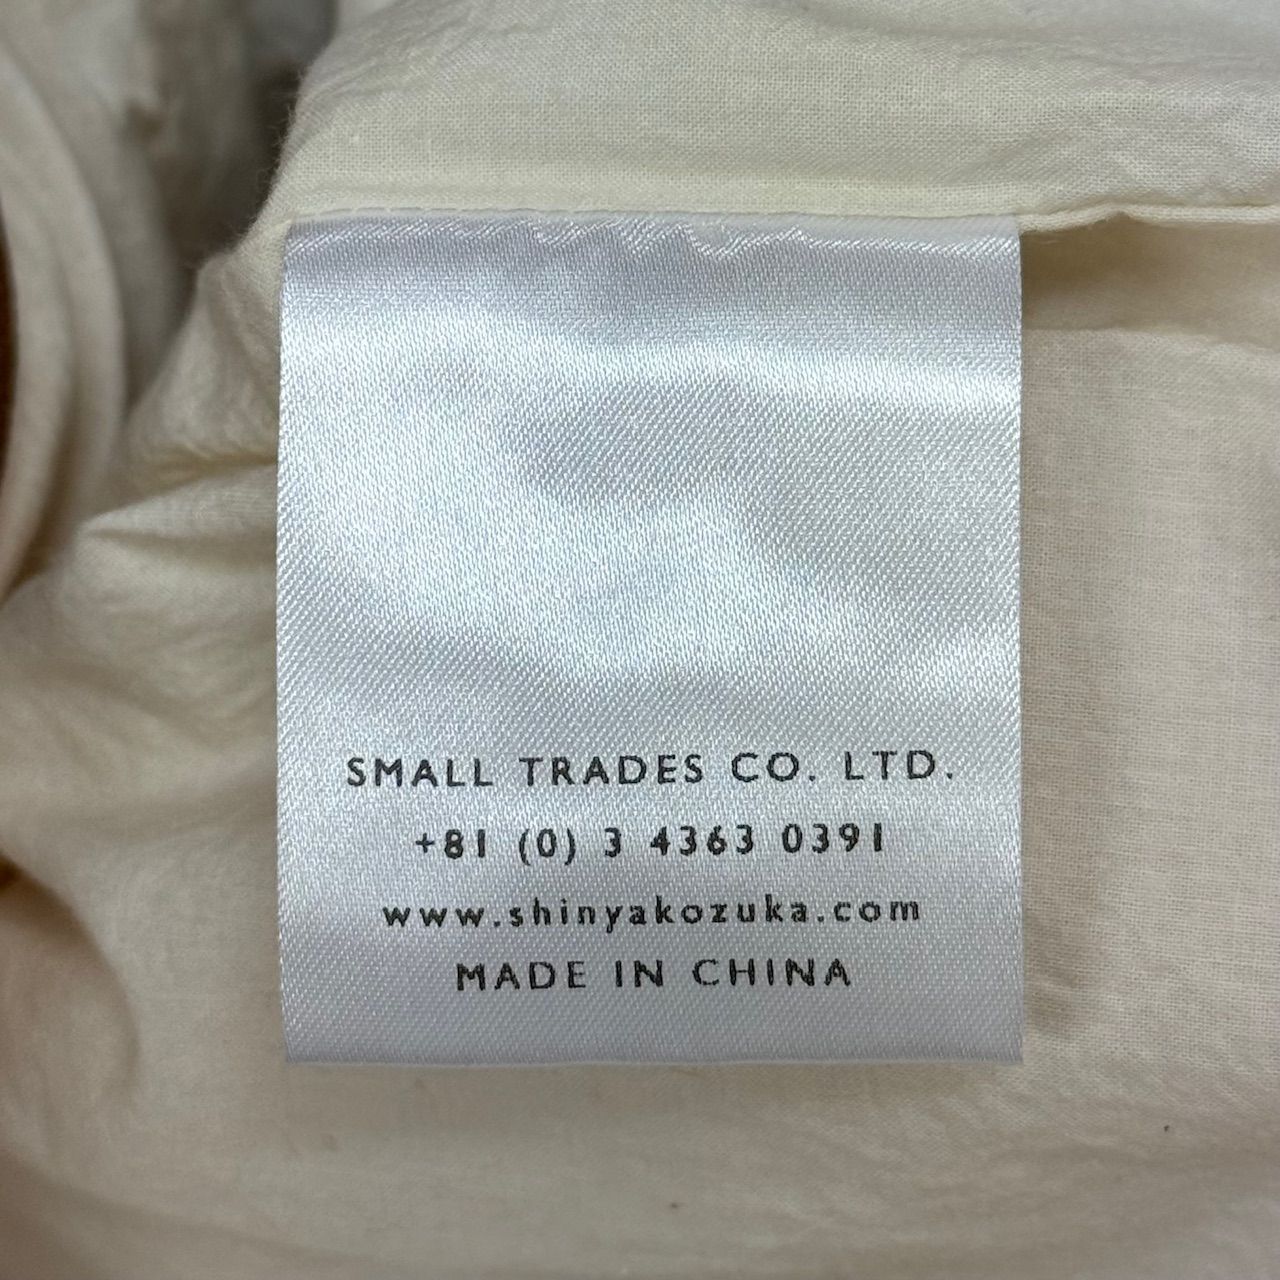 SMALL TRADES CO. LTD.
+81 (0) 3 4363 0391
www.shinyakozuka.com
MADE IN CHINA